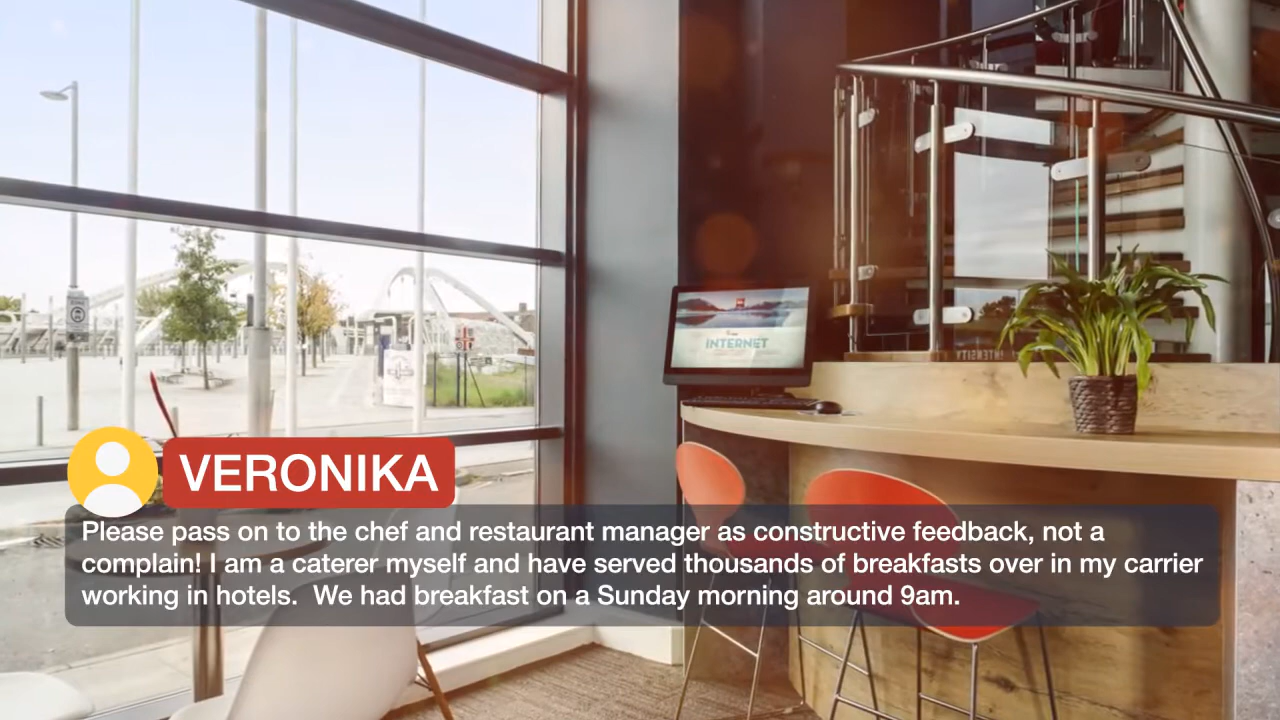 INTERNET
VERONIKA
Please pass on to the chef and restaurant manager as constructive feedback, not a
complain! I am a caterer myself and have served thousands of breakfasts over in my carrier
working in hotels.  We had breakfast on a Sunday morning around 9am.